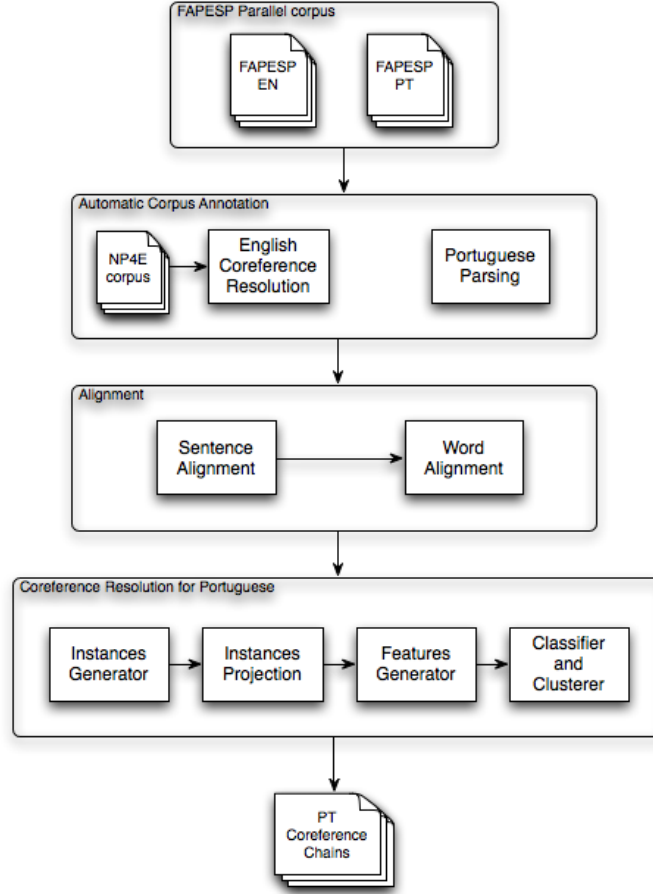 FAPESP Parallel corpus
FAPESP
EN
FAPESP
PT
Automatic Corpus Annotation
NP4E
corpus
English
Coreference
Resolution
Portuguese
Parsing
Alignment
Sentence
Alignment
Word
Alignment
Coreference Resolution for Portuguese
Instances
Generator
Instances
Projection
Features
Generator
Classifier
and
Clusterer
PT
Coreference
Chains